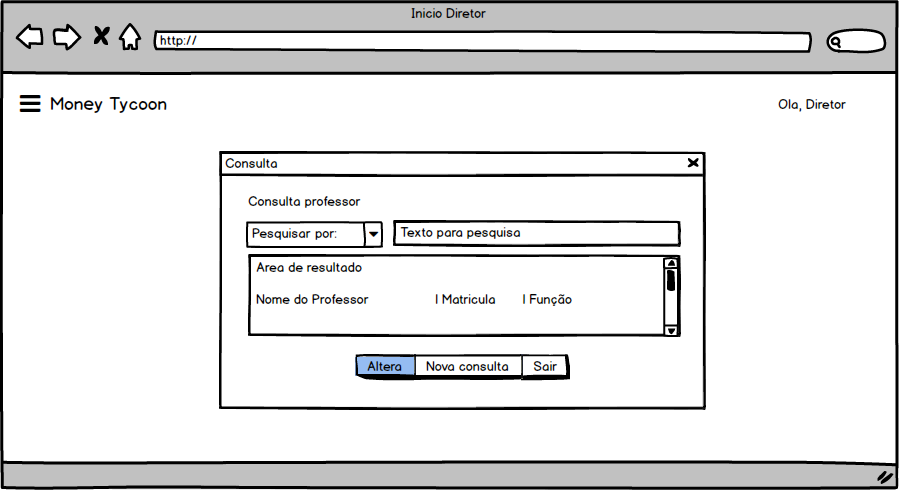 Inicio Diretor
http://
Money Tycoon
Ola, Diretor
Consulta
Consulta professor
Pesquisar por:
Texto para pesquisa
Area de resultado
Nome do Professor | Matricula | Função
Altera Nova consulta Sair